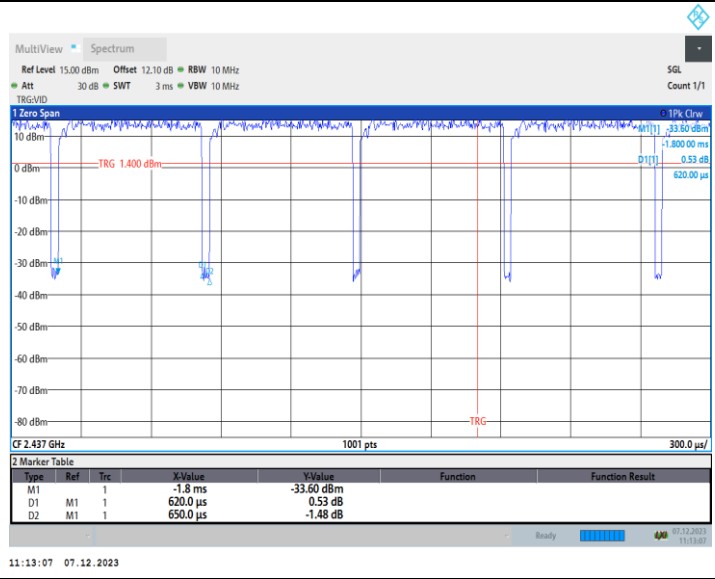 MultiView Spectrum
Ref Level 15.00 dBm Offset 12.10 dB RBW 10 MHz SGL
Att 30 dB SWT 3 ms VBW 10 MHz Count 1/1
TRG:VID
1 Zero Span 1Pk Clrw
M1[1] -33.60 dBm
-1.800 00 ms
D1[1] 0.53 dB
620.00 µs
10 dBm
TRG 1.400 dBm
0 dBm
-10 dBm
-20 dBm
-30 dBm
M1
-40 dBm
-50 dBm
-60 dBm
-70 dBm
-80 dBm
TRG
CF 2.437 GHz 1001 pts 300.0 µs/
2 Marker Table
Type Ref Trc X-Value Y-Value Function Function Result
M1 1 -1.8 ms -33.60 dBm
D1 M1 1 620.0 µs 0.53 dB
D2 M1 1 650.0 µs -1.48 dB
Ready 07.12.2023
11:13:07
11:13:07 07.12.2023